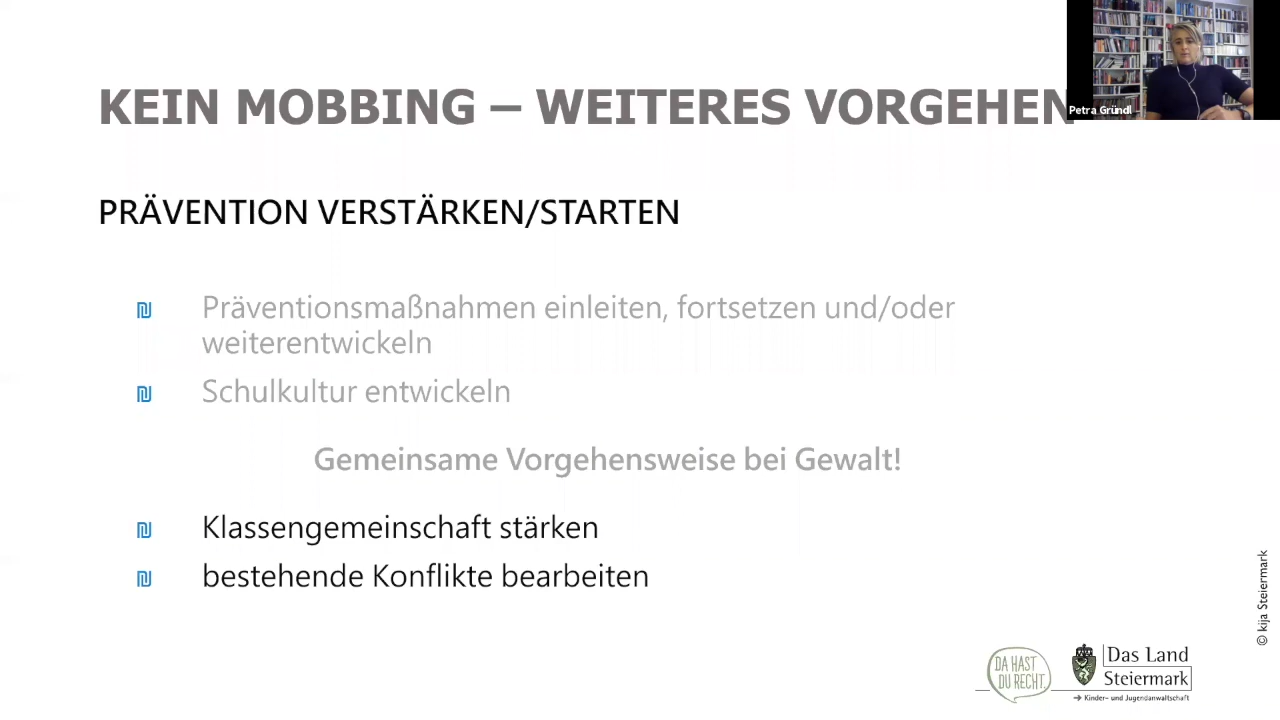 KEIN MOBBING – WEITERES VORGEHEN
Petra Gründl
PRÄVENTION VERSTÄRKEN/STARTEN
₪ Präventionsmaßnahmen einleiten, fortsetzen und/oder
weiterentwickeln
₪ Schulkultur entwickeln
Gemeinsame Vorgehensweise bei Gewalt!
₪ Klassengemeinschaft stärken
₪ bestehende Konflikte bearbeiten
© kija Steiermark
DA HAST
DU RECHT.
Das Land
Steiermark
→ Kinder- und Jugendanwaltschaft